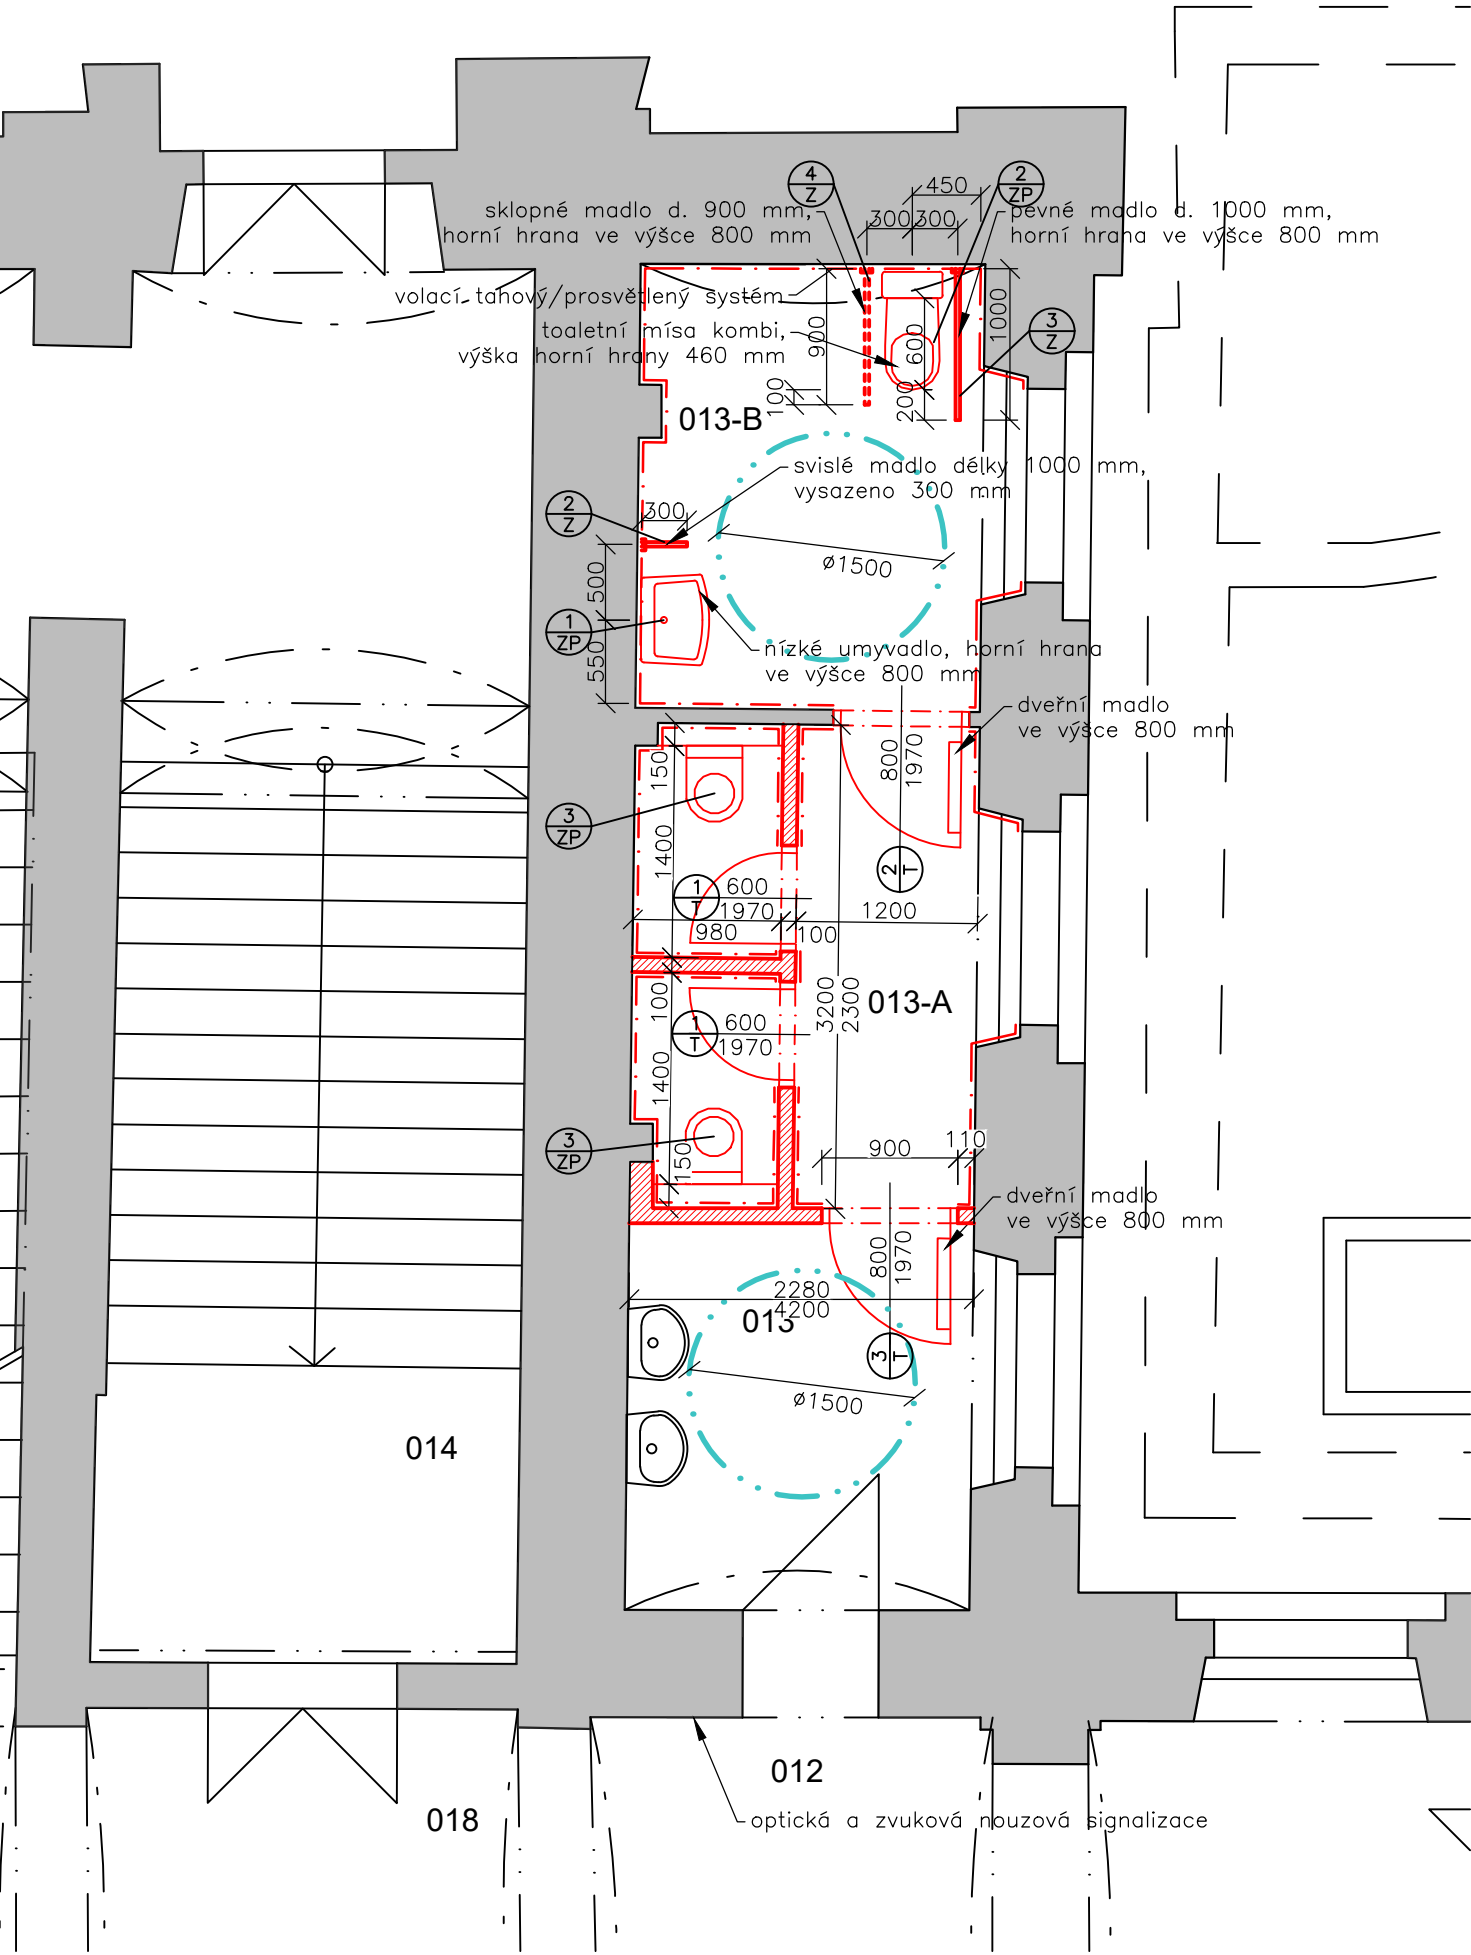 4
Z
2
ZP
450
sklopné madlo d. 900 mm,
horní hrana ve výšce 800 mm
300
300
pevné madlo d. 1000 mm,
horní hrana ve výšce 800 mm
volací tahový/prosvětlený systém
toaletní mísa kombi,
výška horní hrany 460 mm
900
600
1000
3
Z
100
200
013-B
svislé madlo délky 1000 mm,
vysazeno 300 mm
2
Z
300
ø1500
500
1
ZP
550
nízké umyvadlo, horní hrana
ve výšce 800 mm
dveřní madlo
ve výšce 800 mm
800
1970
150
3
ZP
1400
2
T
1
T
600
1970
980
100
1200
013-A
3200
2300
100
1
T
600
1970
1400
3
ZP
150
900
110
dveřní madlo
ve výšce 800 mm
800
1970
2280
4200
013
3
T
ø1500
014
012
018
optická a zvuková nouzová signalizace